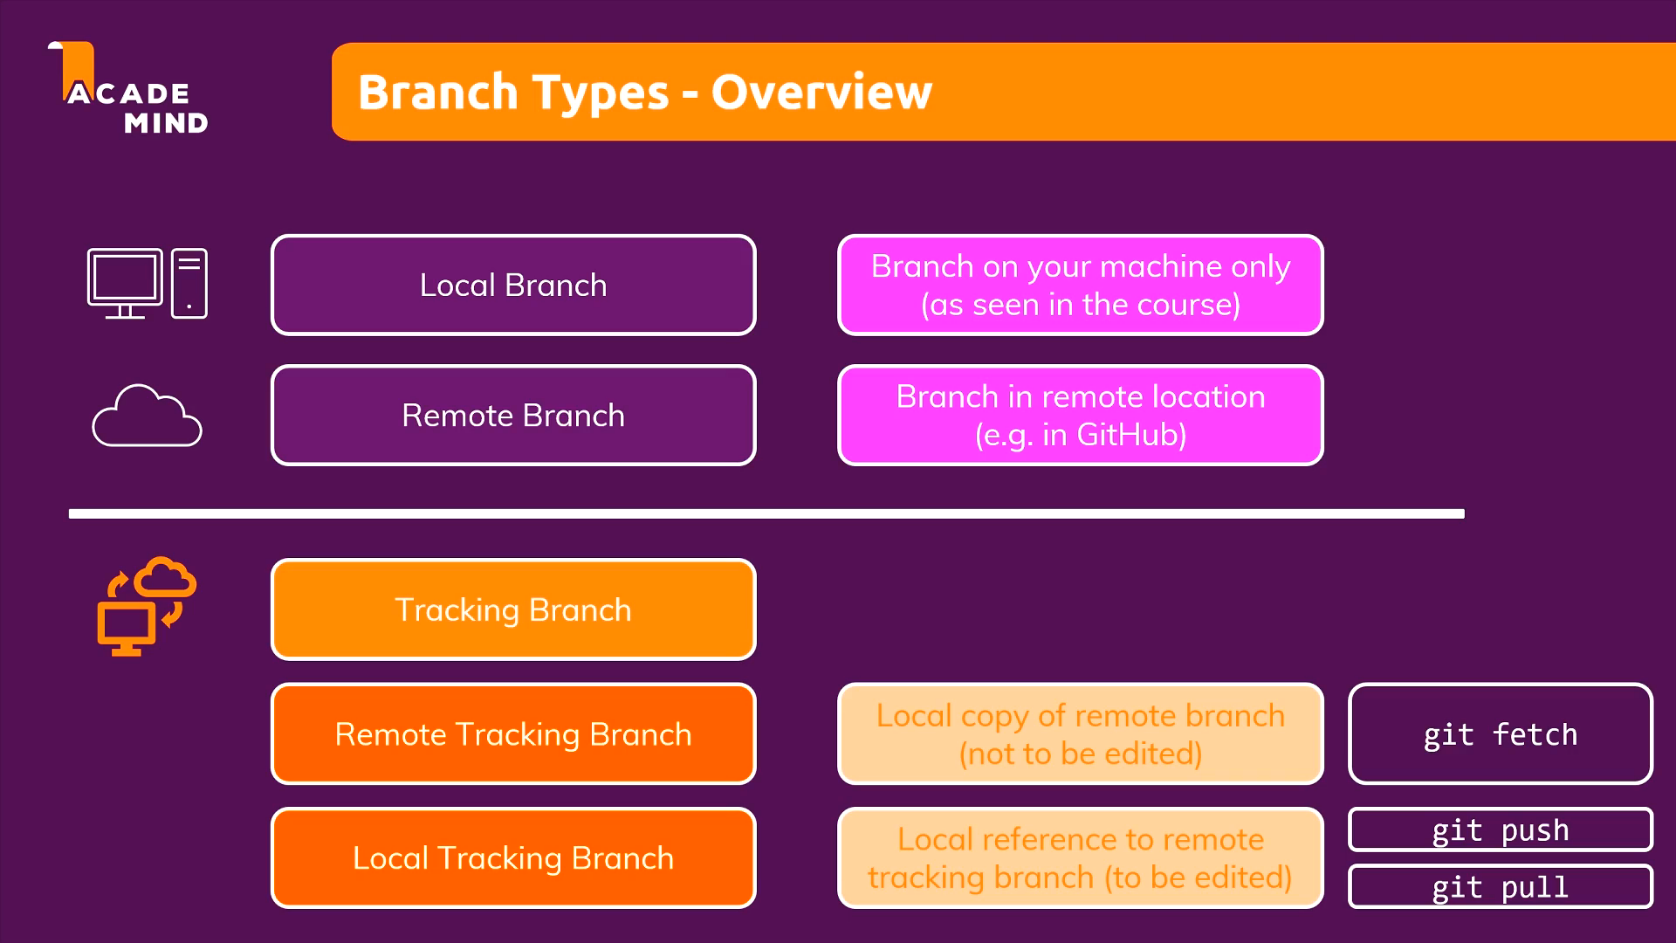 ACADE
MIND
Branch Types - Overview
Local Branch
Branch on your machine only
(as seen in the course)
Remote Branch
Branch in remote location
(e.g. in GitHub)
Tracking Branch
Remote Tracking Branch
Local copy of remote branch
(not to be edited)
git fetch
Local Tracking Branch
Local reference to remote
tracking branch (to be edited)
git push
git pull